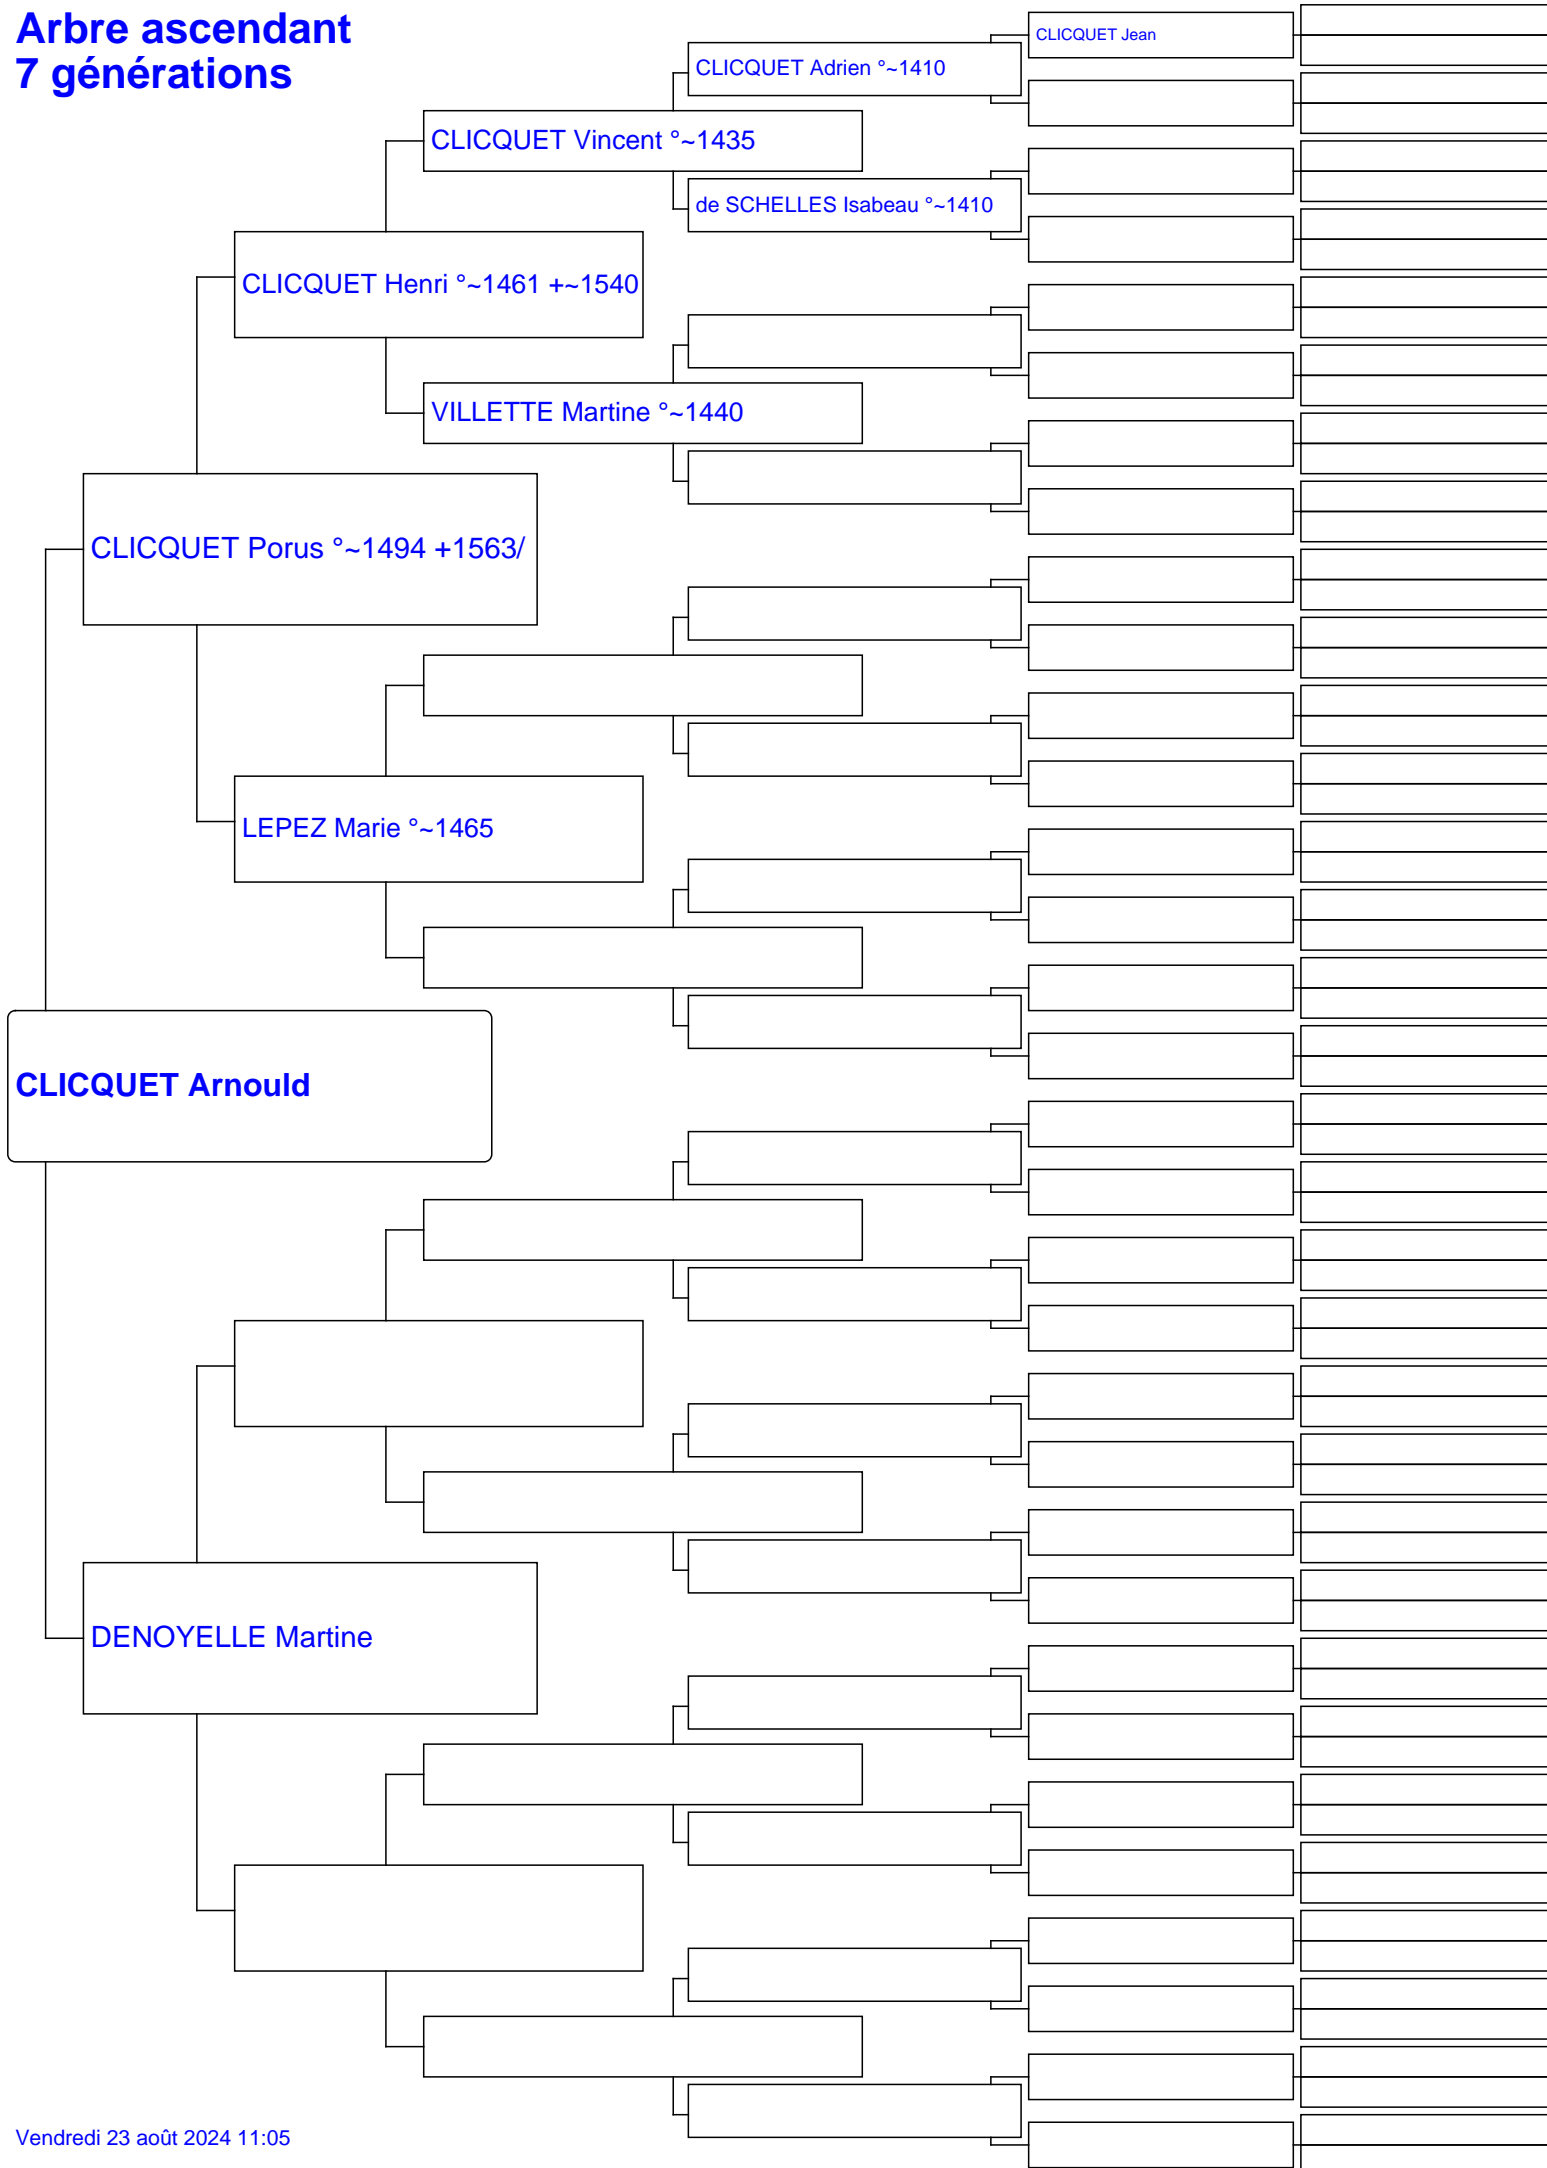 Arbre ascendant
7 générations
CLICQUET Jean
CLICQUET Adrien °~1410
CLICQUET Vincent °~1435
de SCHELLES Isabeau °~1410
CLICQUET Henri °~1461 +~1540
VILLETTE Martine °~1440
CLICQUET Porus °~1494 +1563/
LEPEZ Marie °~1465
CLICQUET Arnould
DENOYELLE Martine
Vendredi 23 août 2024 11:05